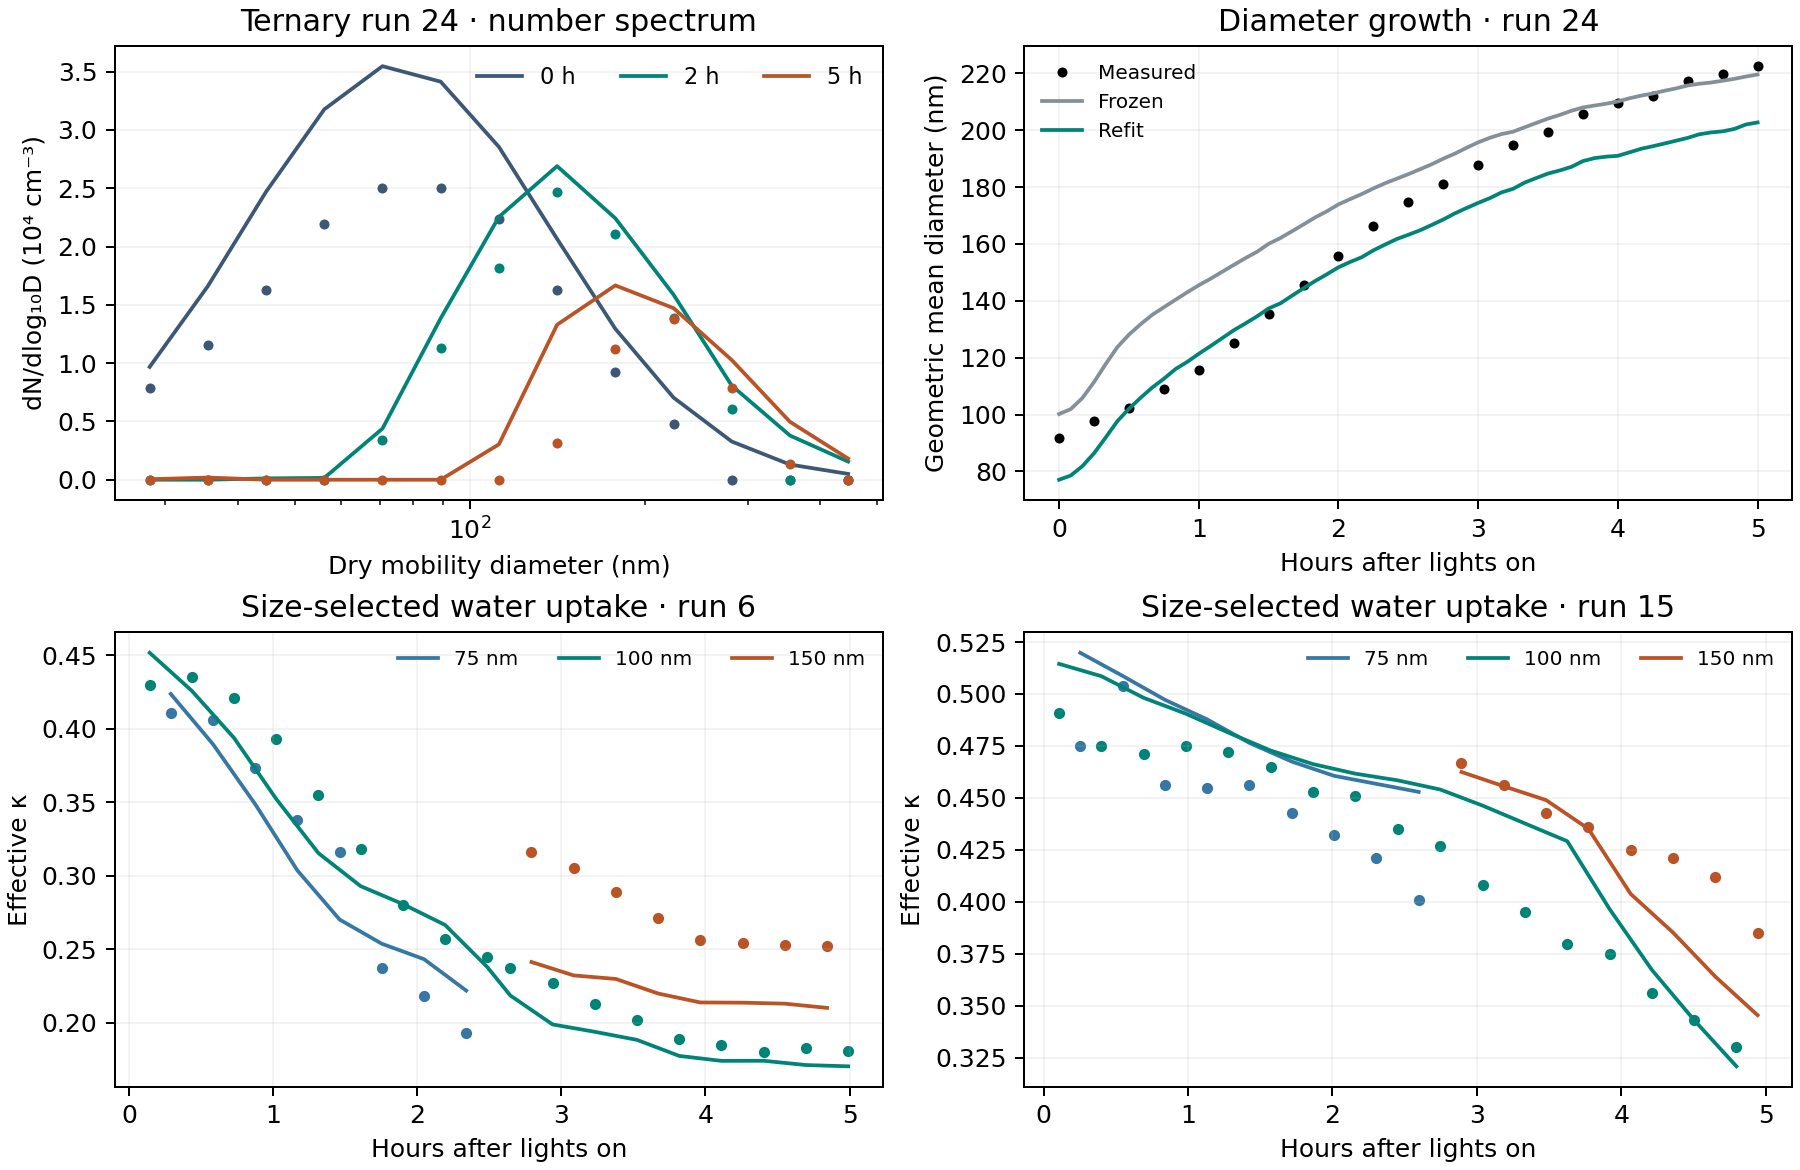 Ternary run 24 · number spectrum
0 h
2 h
5 h
3.5
3.0
2.5
2.0
1.5
1.0
0.5
0.0
dN/dlog₁₀D (10⁴ cm⁻³)
10²
Dry mobility diameter (nm)
Diameter growth · run 24
Measured
Frozen
Refit
220
200
180
160
140
120
100
80
Geometric mean diameter (nm)
0
1
2
3
4
5
Hours after lights on
Size-selected water uptake · run 6
75 nm
100 nm
150 nm
0.45
0.40
0.35
0.30
0.25
0.20
Effective κ
0
1
2
3
4
5
Hours after lights on
Size-selected water uptake · run 15
75 nm
100 nm
150 nm
0.525
0.500
0.475
0.450
0.425
0.400
0.375
0.350
0.325
Effective κ
0
1
2
3
4
5
Hours after lights on